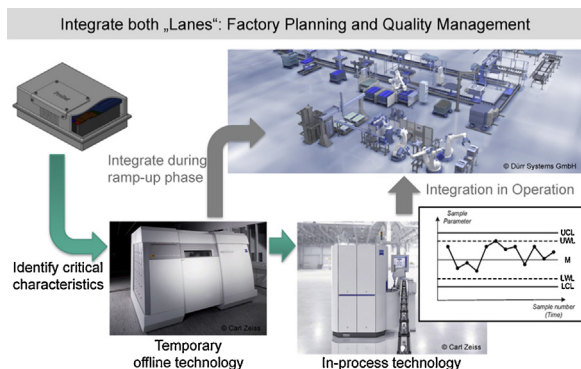 Integrate both „Lanes“: Factory Planning and Quality Management
Integrate during
ramp-up phase
© Dürr Systems GmbH
Integration in Operation
Identify critical
characteristics
© Carl Zeiss
Temporary
offline technology
© Carl Zeiss
In-process technology
Sample
Parameter
UCL
UWL
M
LWL
LCL
Sample number
(Time)